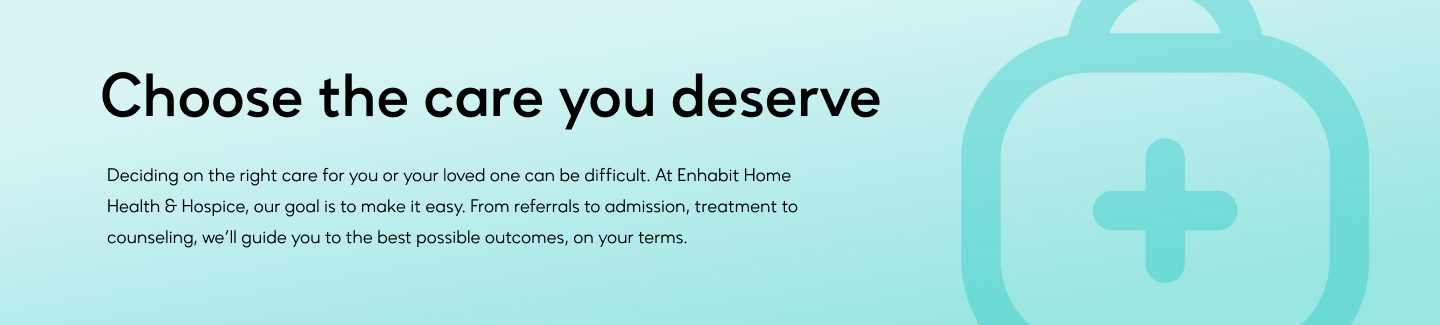 Choose the care you deserve
Deciding on the right care for you or your loved one can be difficult. At Enhabit Home
Health & Hospice, our goal is to make it easy. From referrals to admission, treatment to
counseling, we’ll guide you to the best possible outcomes, on your terms.